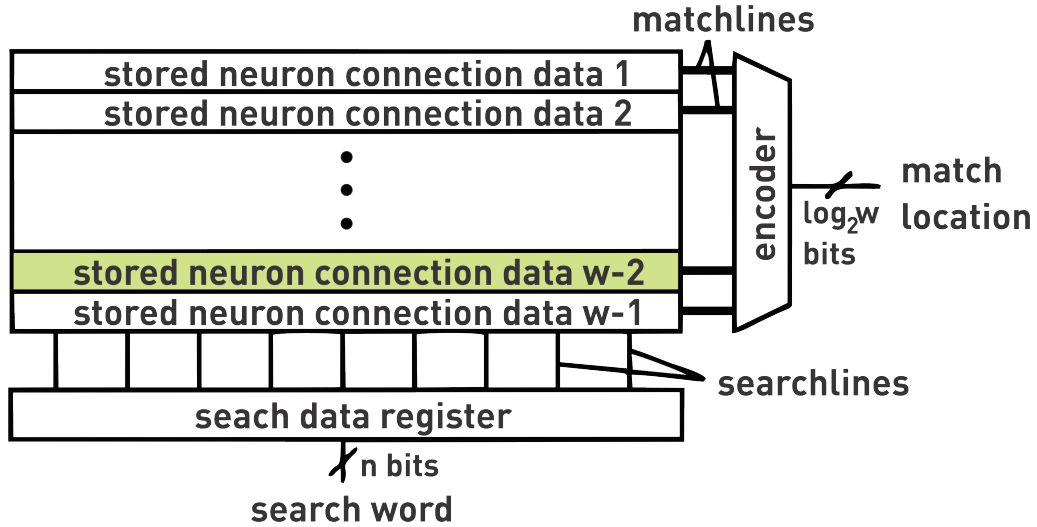 matchlines
stored neuron connection data 1
stored neuron connection data 2
encoder
match
location
log₂w
bits
stored neuron connection data w-2
stored neuron connection data w-1
searchlines
seach data register
n bits
search word